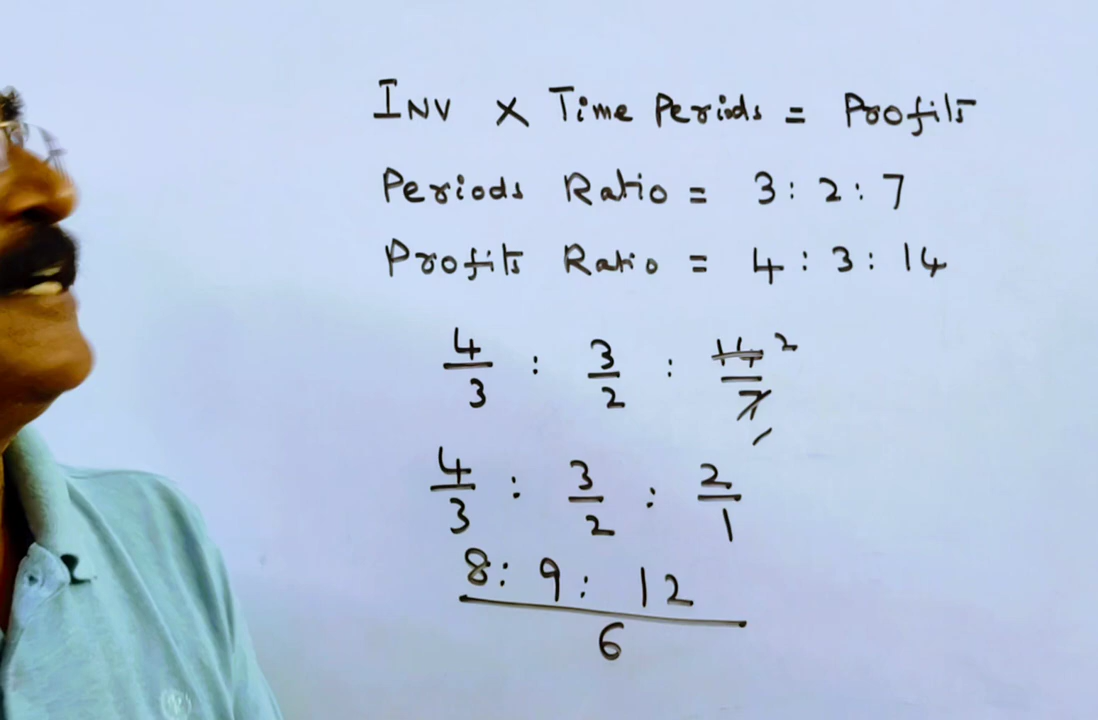 INV × Time Periods = Profits
Periods Ratio = 3 : 2 : 7
Profits Ratio = 4 : 3 : 14
4/3 : 3/2 : 14/7 2 1
4/3 : 3/2 : 2/1
8 : 9 : 12
6